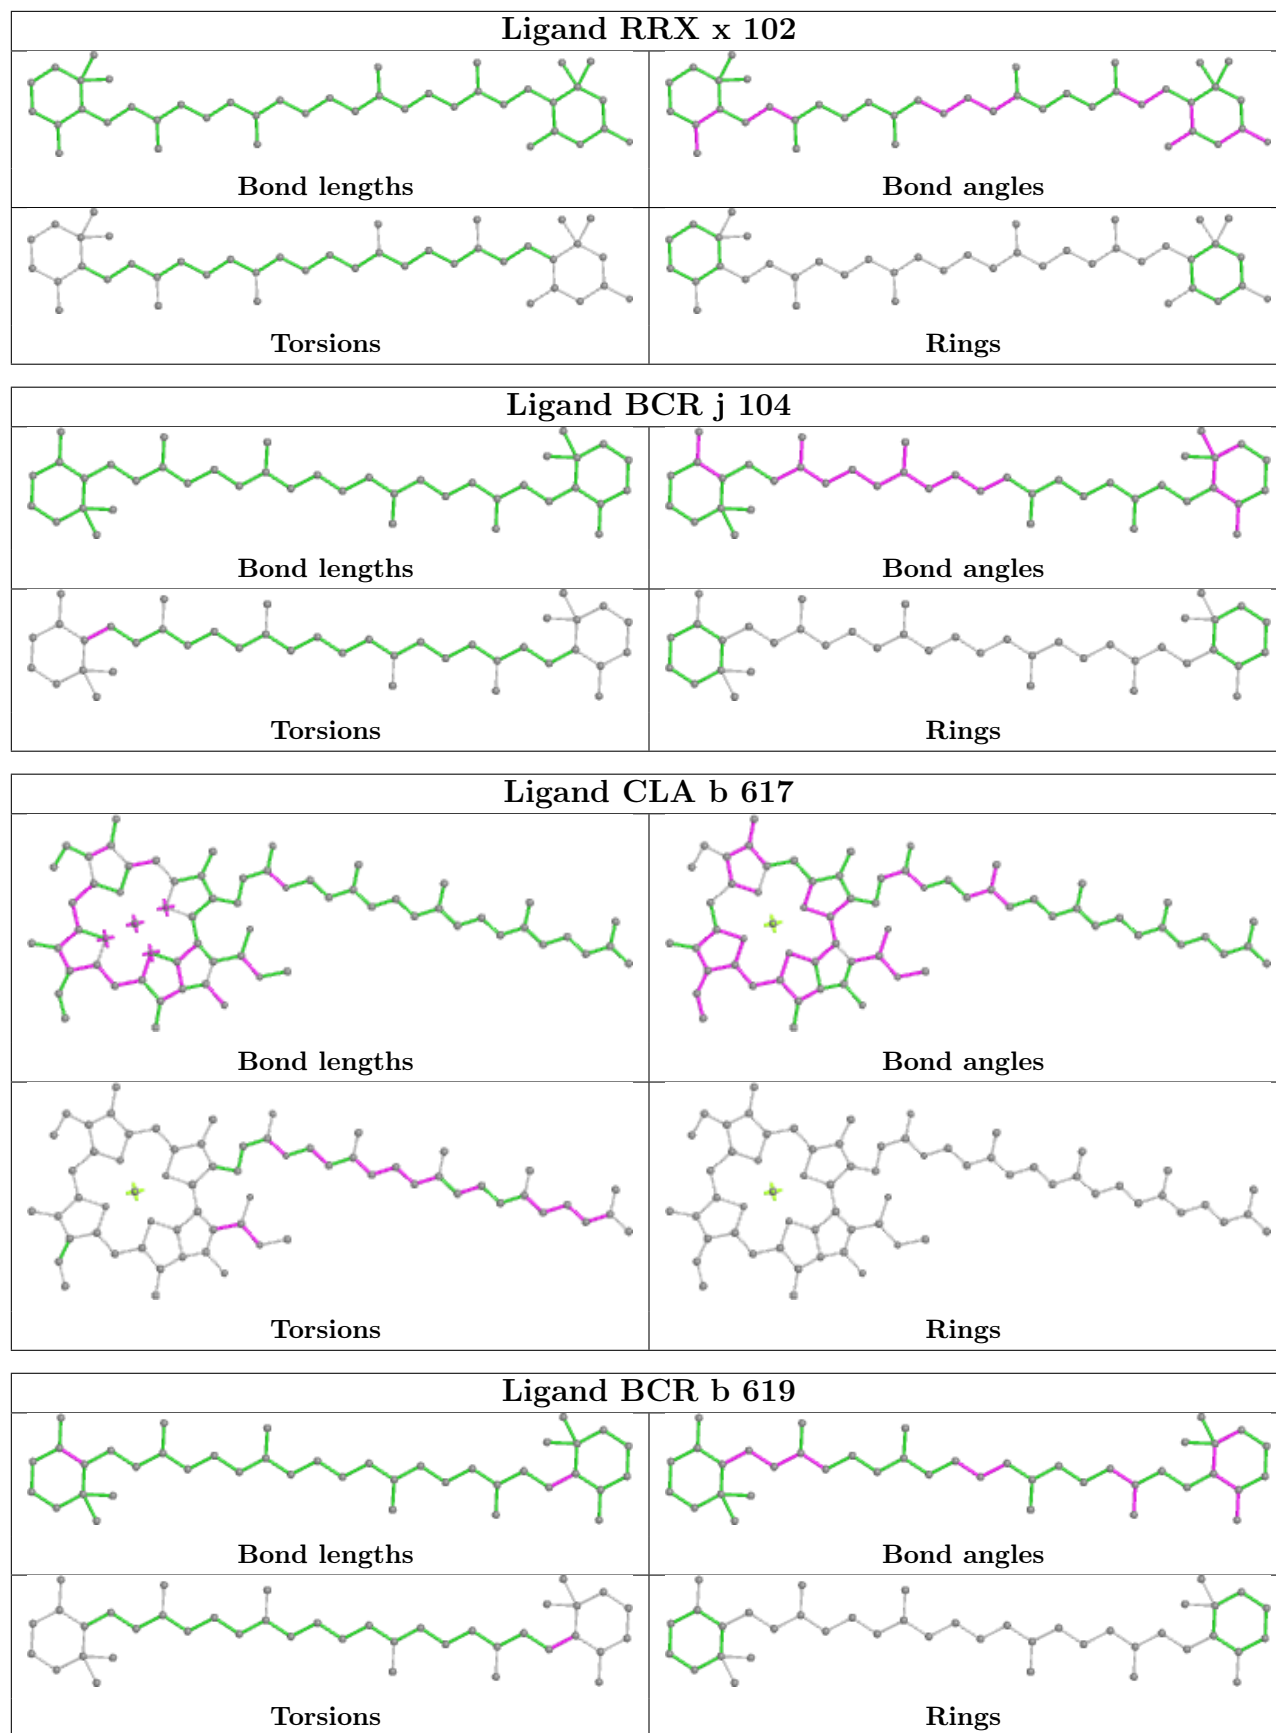 Ligand RRX x 102
Bond lengths
Bond angles
Torsions
Rings
Ligand BCR j 104
Bond lengths
Bond angles
Torsions
Rings
Ligand CLA b 617
Bond lengths
Bond angles
Torsions
Rings
Ligand BCR b 619
Bond lengths
Bond angles
Torsions
Rings